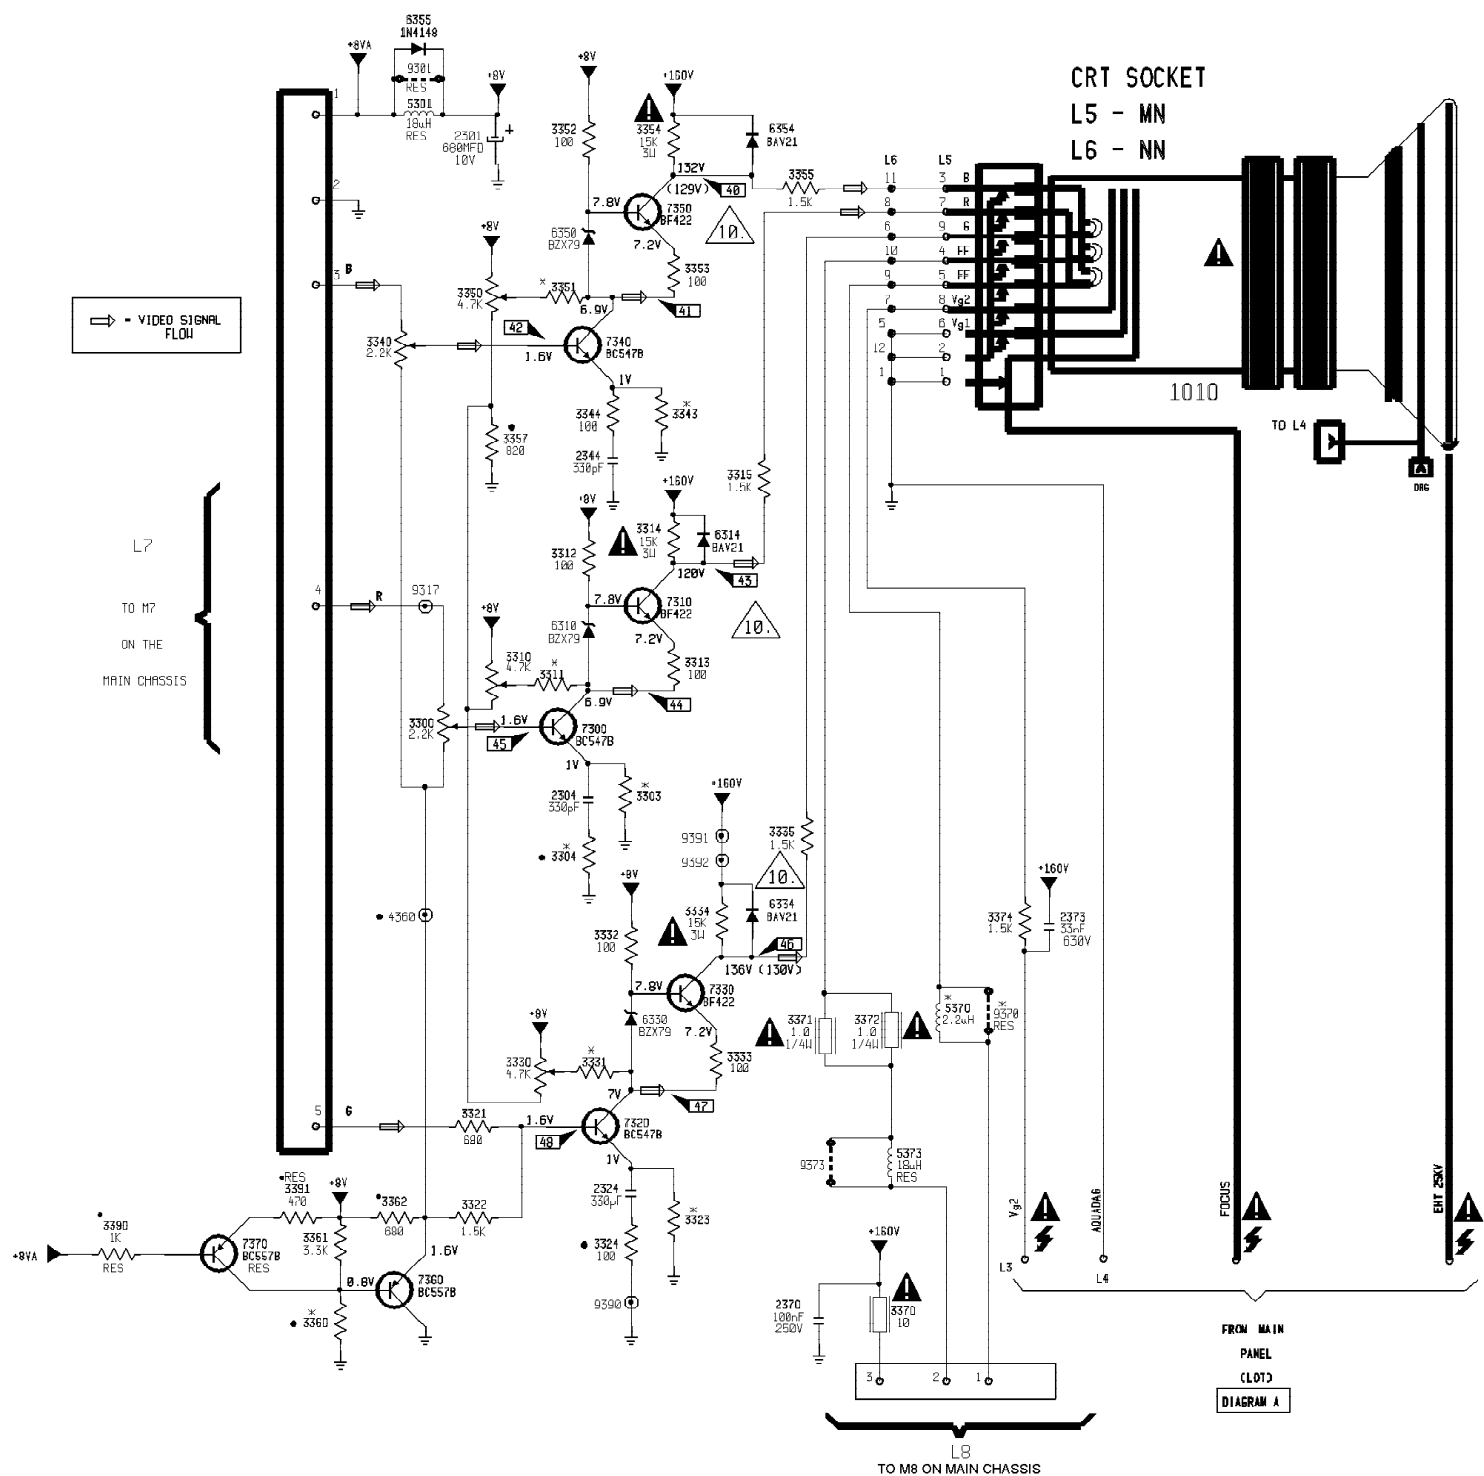 6355
1N4148
+8VA
9301
RES
5301
18uH
RES
+8V
2301
680MFD
10V
+
+8V
+160V
3352
100
3354
15K
3W
6354
BAV21
132V
(129V)
40
3355
1.5K
7.8V
7350
BF422
7.2V
10.
6350
BZX79
3353
100
* 3351
6.9V
41
+8V
3350
4.7K
42
1.6V
7340
BC547B
1V
3344
100
*
3343
2344
330pF
3357
820
3340
2.2K
1
2
3
B
4
R
5
G
⇨ = VIDEO SIGNAL
FLOW
CRT SOCKET
L5 - MN
L6 - NN
L6
L5
11 3 B
8 7 R
6 9 G
10 4 FF
9 5 FF
7 8 Vg2
5 6 Vg1
12 2
1 1
1010
TO L4
DAG
L7
TO M7
ON THE
MAIN CHASSIS
9317
3315
1.5K
+160V
+8V
3312
100
3314
15K
3W
6314
BAV21
120V
43
7.8V
7310
BF422
7.2V
10.
6310
BZX79
3313
100
+8V
3310
4.7K
*
3311
6.9V
44
3300
2.2K
1.6V
45
7300
BC547B
1V
2304
330pF
*
3303
*
3304
+160V
9391
9392
3335
1.5K
10.
+8V
3332
100
3334
15K
3W
6334
BAV21
46
136V (130V)
4360
7.8V
7330
BF422
7.2V
6330
BZX79
3333
100
+8V
3330
4.7K
*
3331
7V
47
3321
680
1.6V
48
7320
BC547B
1V
2324
330pF
*
3323
3324
100
9390
RES
3391
470
+8V
3362
680
3322
1.5K
3390
1K
RES
+8VA
7370
BC557B
RES
3361
3.3K
1.6V
0.8V
7360
BC557B
*
3360
3374
1.5K
+160V
2373
33nF
630V
3371
1.0
1/4W
3372
1.0
1/4W
*
5370
2.2uH
*
9370
RES
9373
5373
18uH
RES
+160V
2370
100nF
250V
3370
10
3 2 1
L8
TO M8 ON MAIN CHASSIS
Vg2
AQUADAG
FOCUS
EHT 25KV
L3
L4
FROM MAIN
PANEL
(LOT)
DIAGRAM A